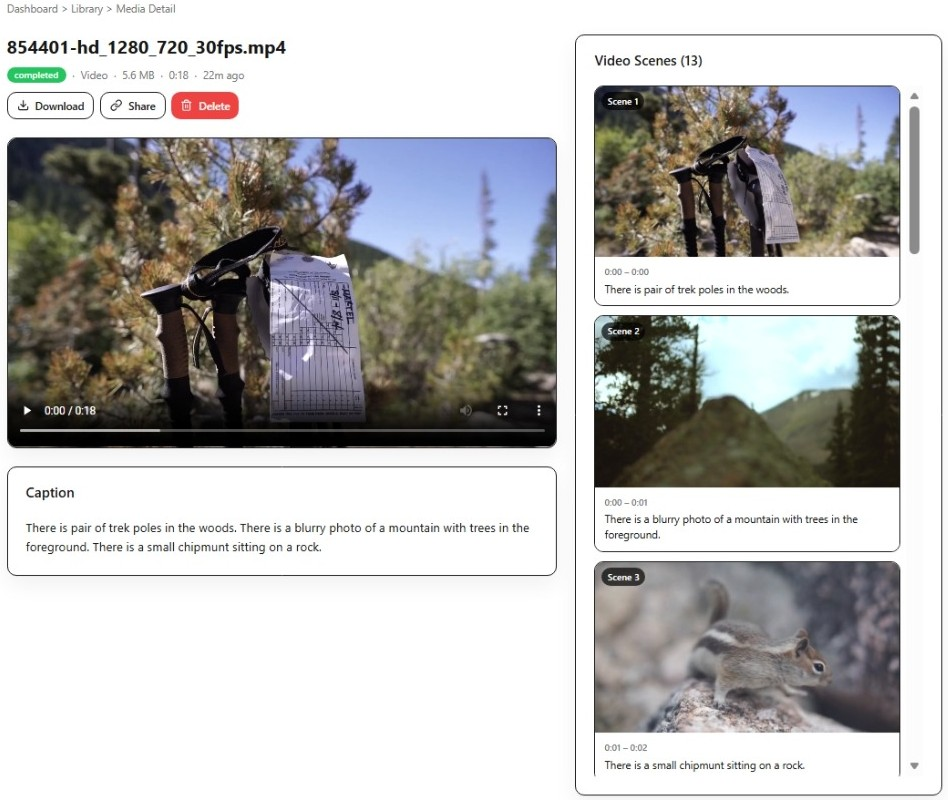 Dashboard > Library > Media Detail
854401-hd_1280_720_30fps.mp4
completed · Video · 5.6 MB · 0:18 · 22m ago
Download Share Delete
0:00 / 0:18
Caption
There is pair of trek poles in the woods. There is a blurry photo of a mountain with trees in the
foreground. There is a small chipmunt sitting on a rock.
Video Scenes (13)
Scene 1
0:00 – 0:00
There is pair of trek poles in the woods.
Scene 2
0:00 – 0:01
There is a blurry photo of a mountain with trees in the
foreground.
Scene 3
0:01 – 0:02
There is a small chipmunt sitting on a rock.